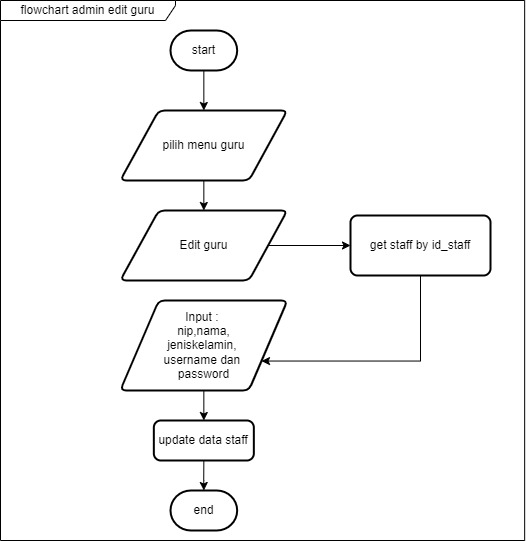 flowchart admin edit guru
start
pilih menu guru
Edit guru
get staff by id_staff
Input :
nip,nama,
jeniskelamin,
username dan
password
update data staff
end